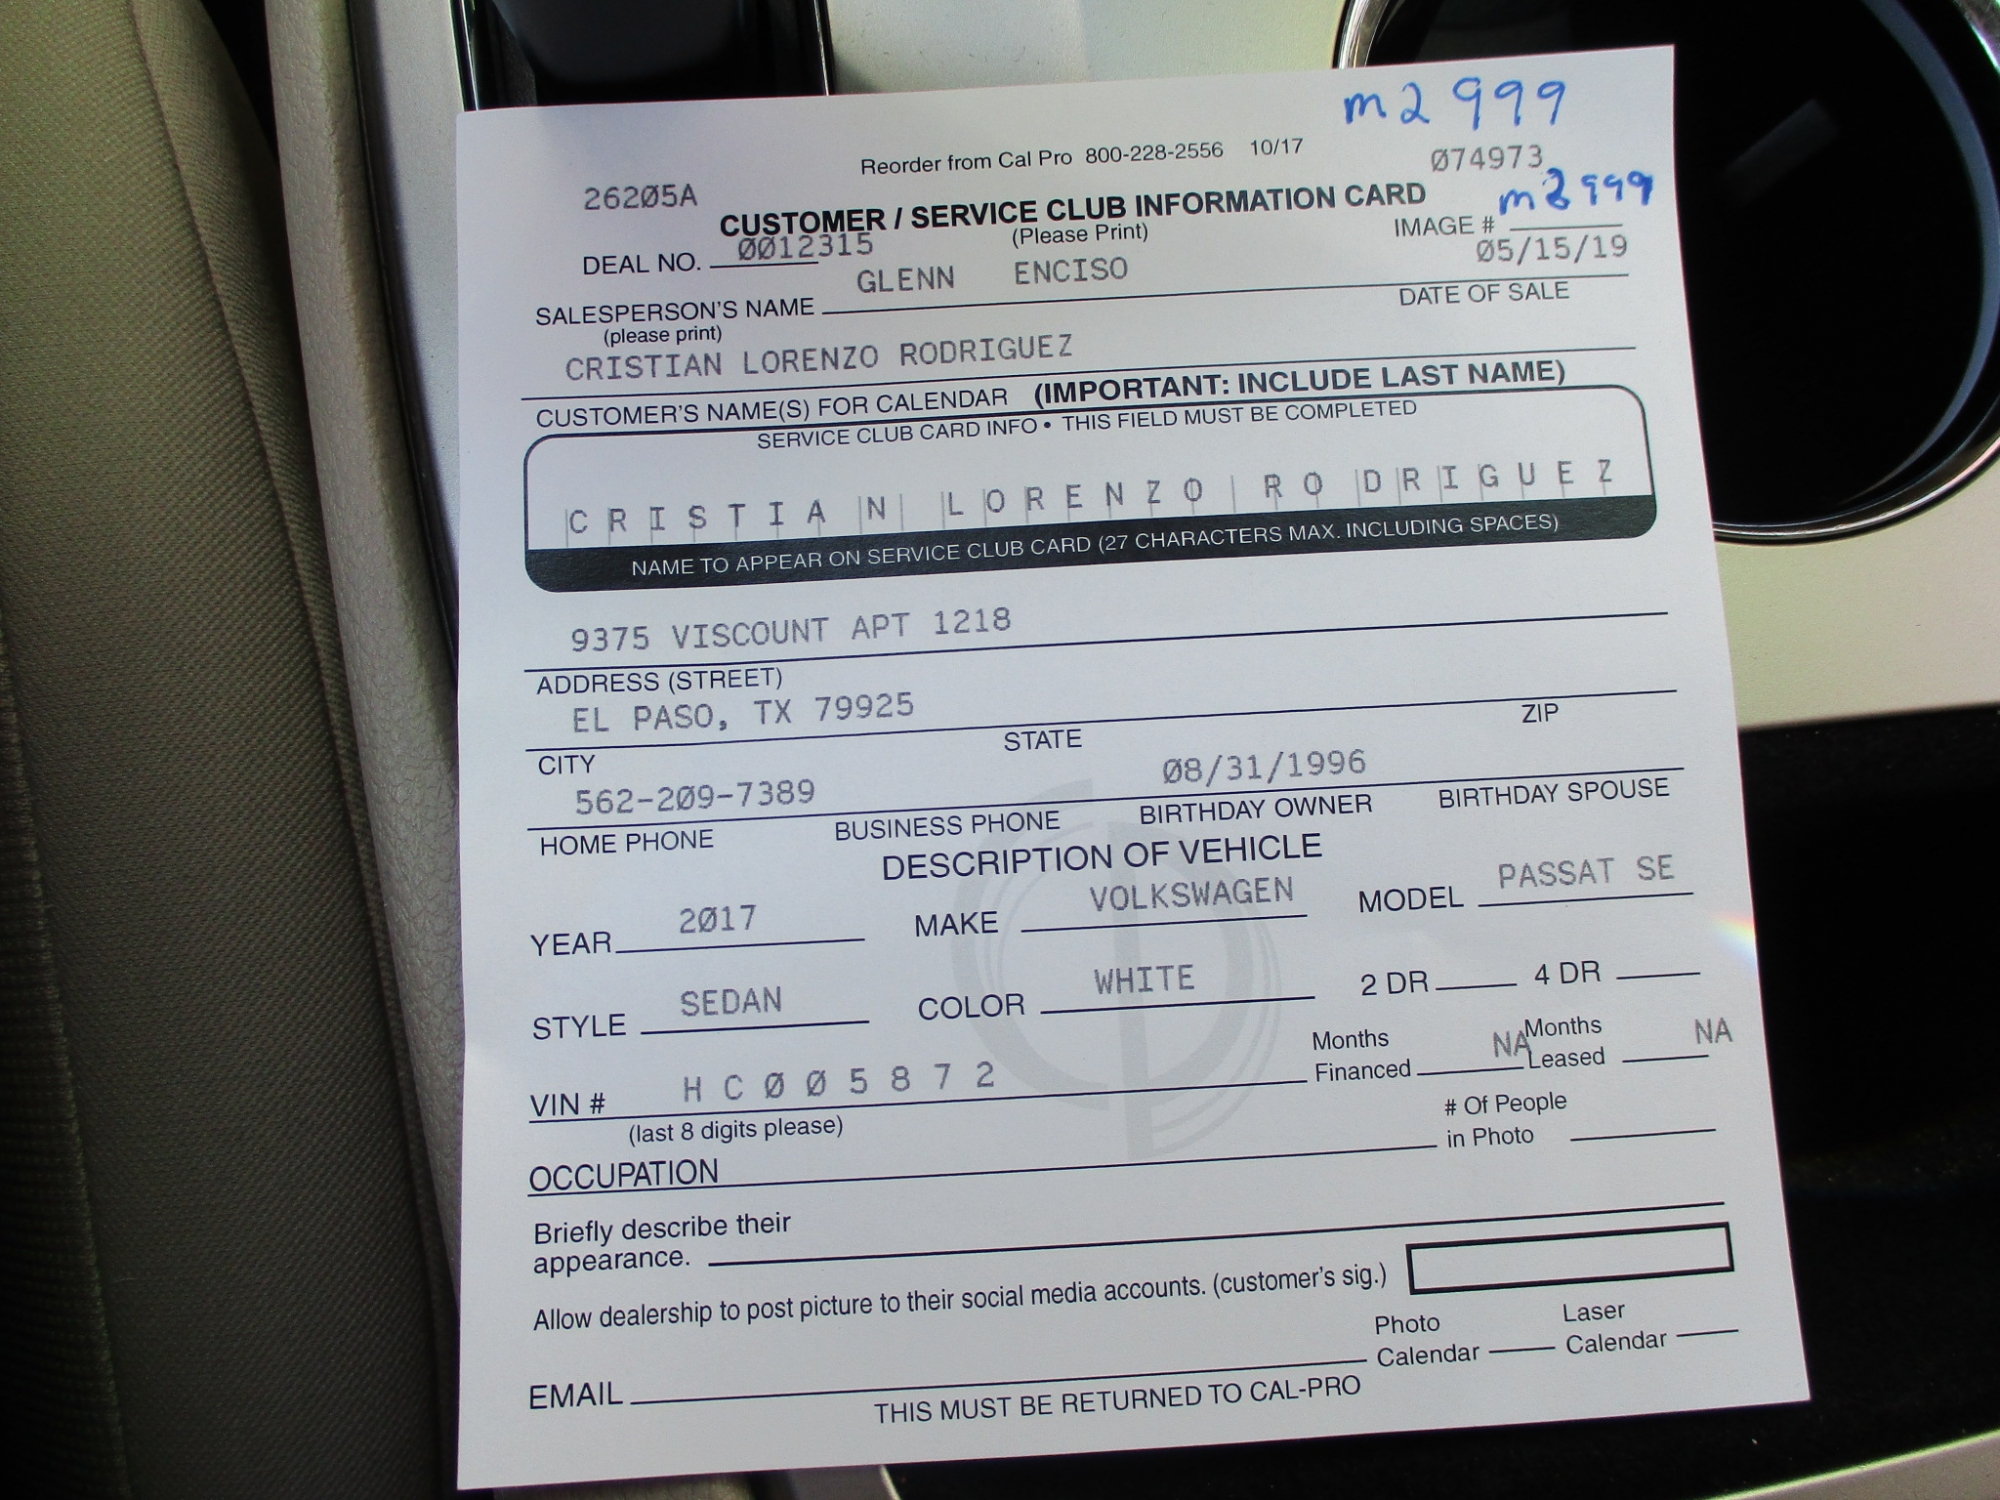 m2 999
Reorder from Cal Pro 800-228-2556 10/17
Ø74973
262Ø5A
CUSTOMER / SERVICE CLUB INFORMATION CARD
m2999
IMAGE #
(Please Print)
DEAL NO. ØØ12315
Ø5/15/19
GLENN ENCISO
SALESPERSON'S NAME
DATE OF SALE
(please print)
CRISTIAN LORENZO RODRIGUEZ
CUSTOMER'S NAME(S) FOR CALENDAR (IMPORTANT: INCLUDE LAST NAME)
SERVICE CLUB CARD INFO • THIS FIELD MUST BE COMPLETED
CRISTIAN LORENZO RODRIGUEZ
NAME TO APPEAR ON SERVICE CLUB CARD (27 CHARACTERS MAX. INCLUDING SPACES)
9375 VISCOUNT APT 1218
ADDRESS (STREET)
EL PASO, TX 79925
CITY STATE ZIP
562-2Ø9-7389 Ø8/31/1996
HOME PHONE BUSINESS PHONE BIRTHDAY OWNER BIRTHDAY SPOUSE
DESCRIPTION OF VEHICLE
YEAR 2Ø17 MAKE VOLKSWAGEN MODEL PASSAT SE
STYLE SEDAN COLOR WHITE 2 DR 4 DR
VIN # H C Ø Ø 5 8 7 2 Months Financed NA Months Leased NA
(last 8 digits please)
OCCUPATION # Of People in Photo
Briefly describe their
appearance.
Allow dealership to post picture to their social media accounts. (customer's sig.)
EMAIL Photo Calendar Laser Calendar
THIS MUST BE RETURNED TO CAL-PRO